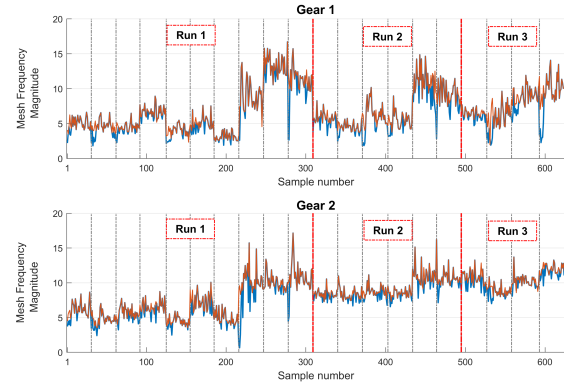 Gear 1
Mesh Frequency
Magnitude
20
15
10
5
0
Run 1
Run 2
Run 3
1
100
200
300
400
500
600
Sample number
Gear 2
Mesh Frequency
Magnitude
20
15
10
5
0
Run 1
Run 2
Run 3
1
100
200
300
400
500
600
Sample number